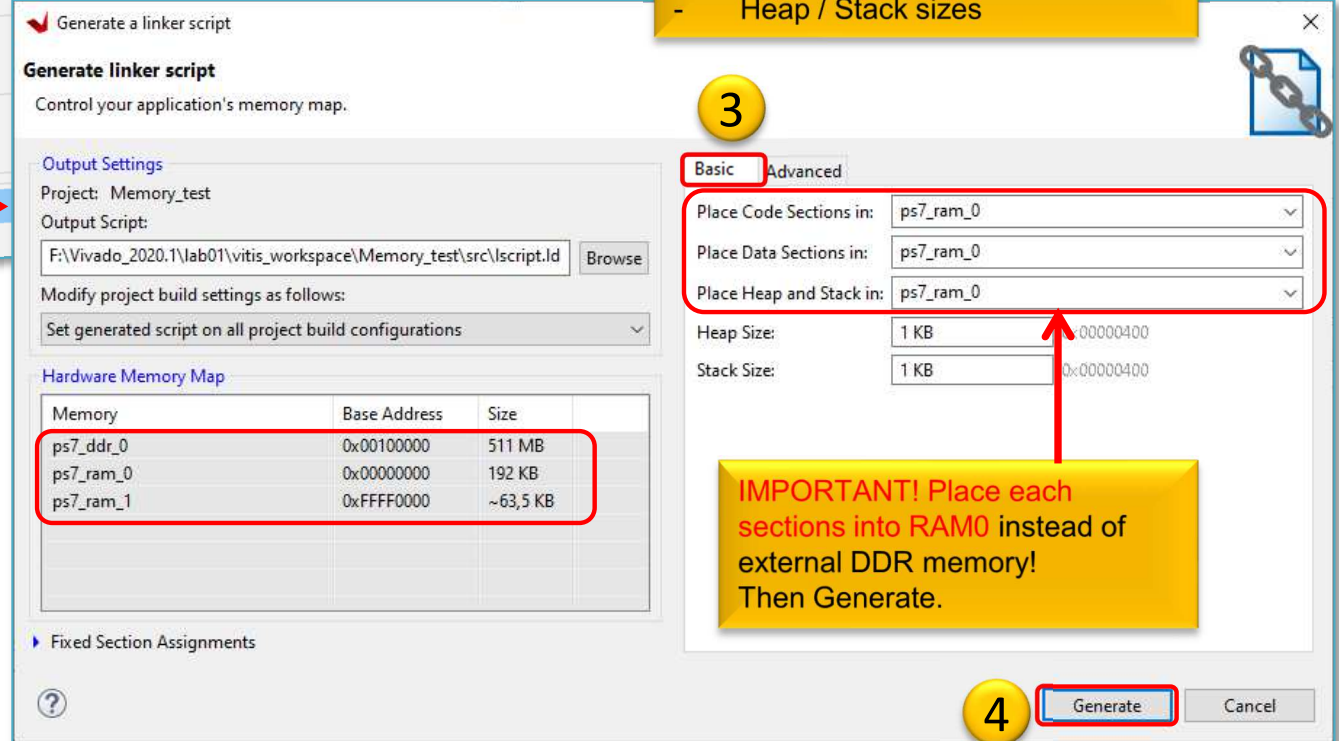 - Heap / Stack sizes
Generate a linker script
Generate linker script
Control your application's memory map.
3
Output Settings
Project: Memory_test
Output Script:
F:\Vivado_2020.1\lab01\vitis_workspace\Memory_test\src\lscript.ld
Browse
Modify project build settings as follows:
Set generated script on all project build configurations
Hardware Memory Map
Memory Base Address Size
ps7_ddr_0 0x00100000 511 MB
ps7_ram_0 0x00000000 192 KB
ps7_ram_1 0xFFFF0000 ~63,5 KB
Fixed Section Assignments
Basic Advanced
Place Code Sections in: ps7_ram_0
Place Data Sections in: ps7_ram_0
Place Heap and Stack in: ps7_ram_0
Heap Size: 1 KB 0x00000400
Stack Size: 1 KB 0x00000400
IMPORTANT! Place each
sections into RAM0 instead of
external DDR memory!
Then Generate.
4
Generate Cancel